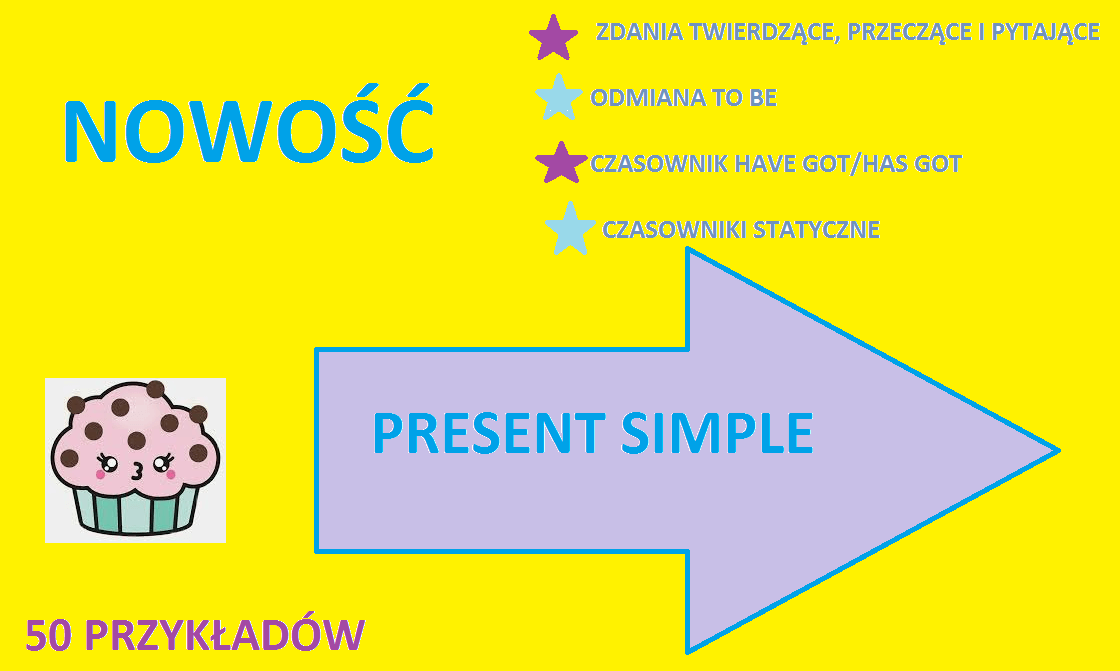 NOWOŚĆ
ZDANIA TWIERDZĄCE, PRZECZĄCE I PYTAJĄCE
ODMIANA TO BE
CZASOWNIK HAVE GOT/HAS GOT
CZASOWNIKI STATYCZNE
PRESENT SIMPLE
50 PRZYKŁADÓW